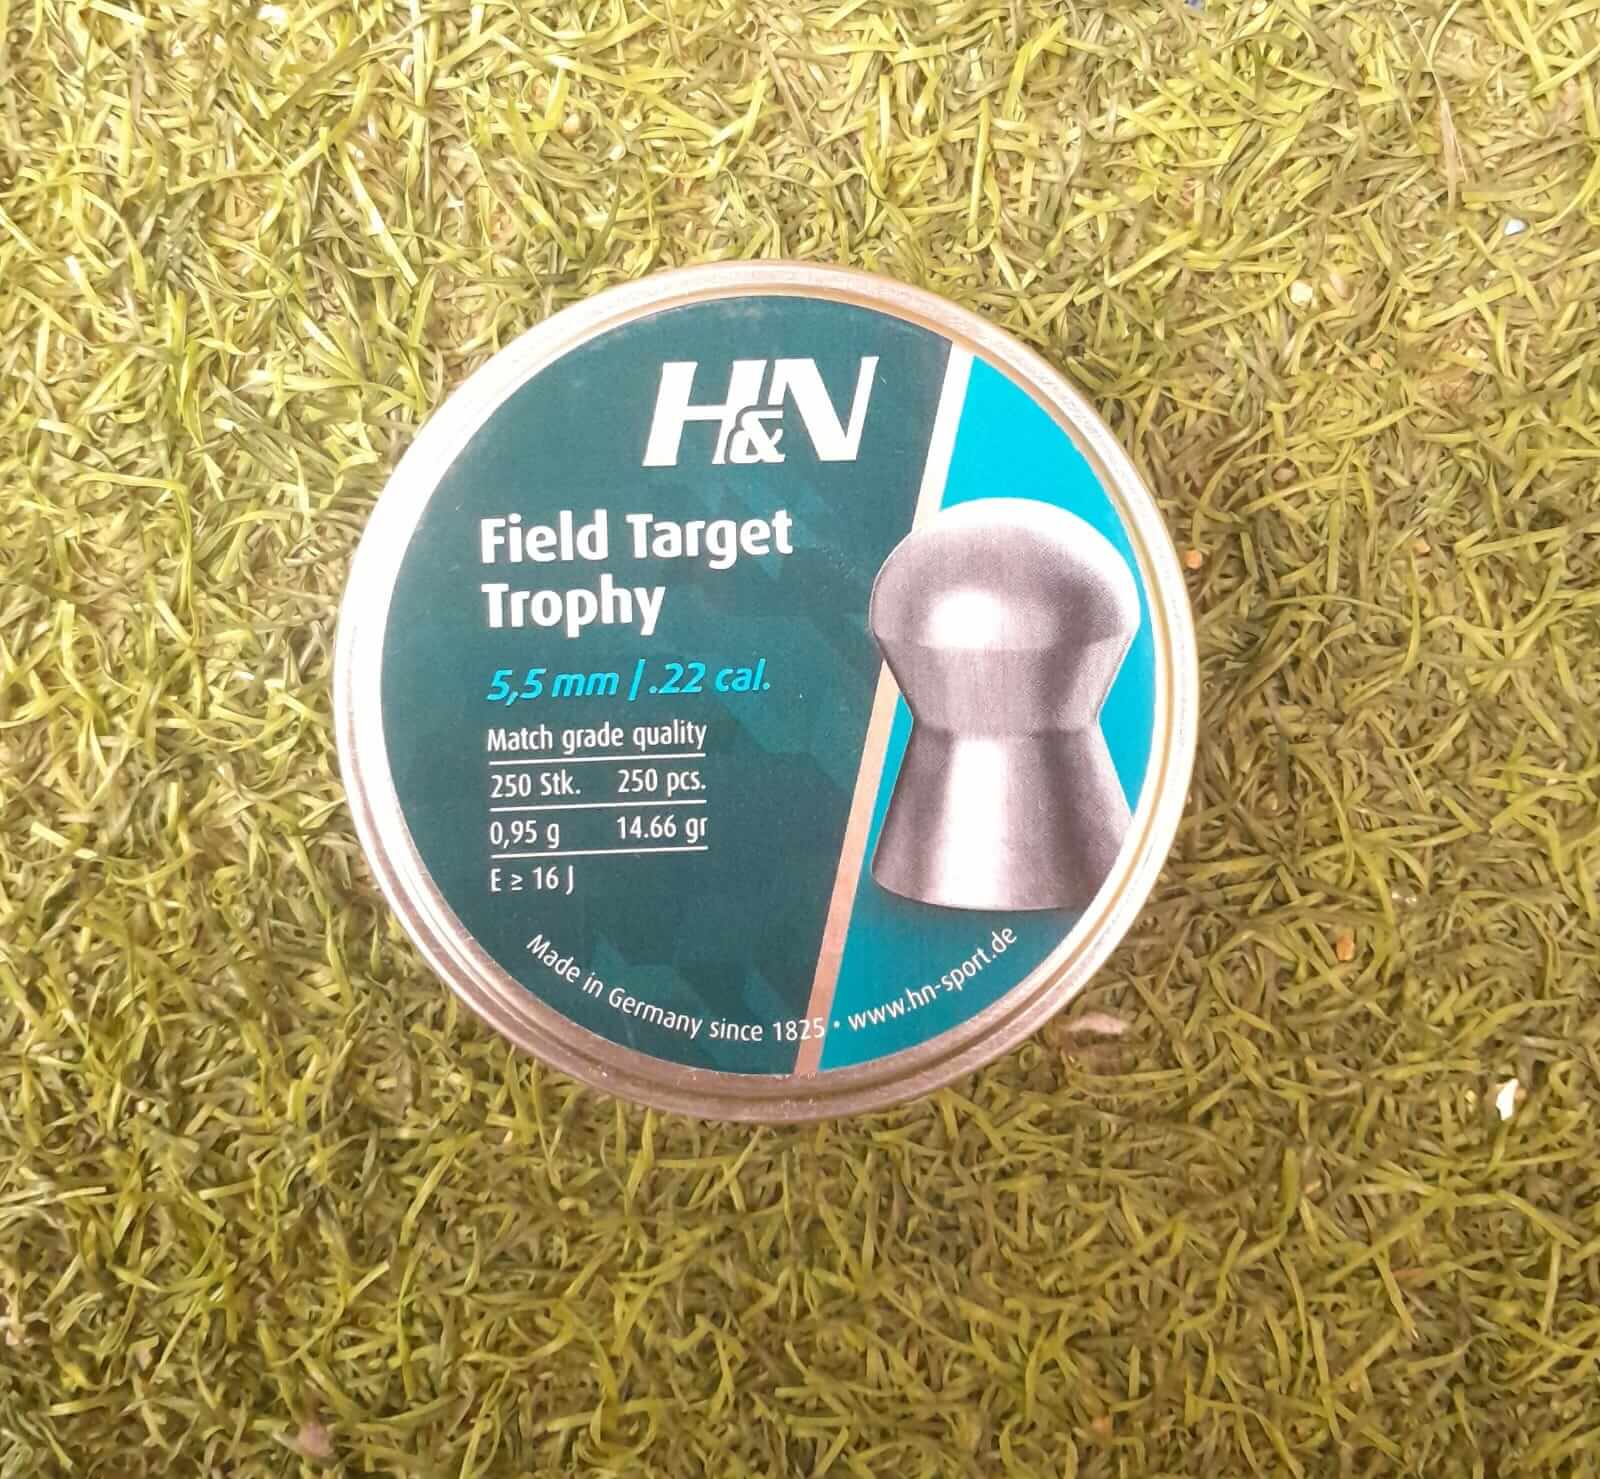 H&N
Field Target
Trophy
5,5 mm / .22 cal.
Match grade quality
250 Stk. 250 pcs.
0,95 g 14.66 gr
E ≥ 16 J
Made in Germany since 1825 • www.hn-sport.de